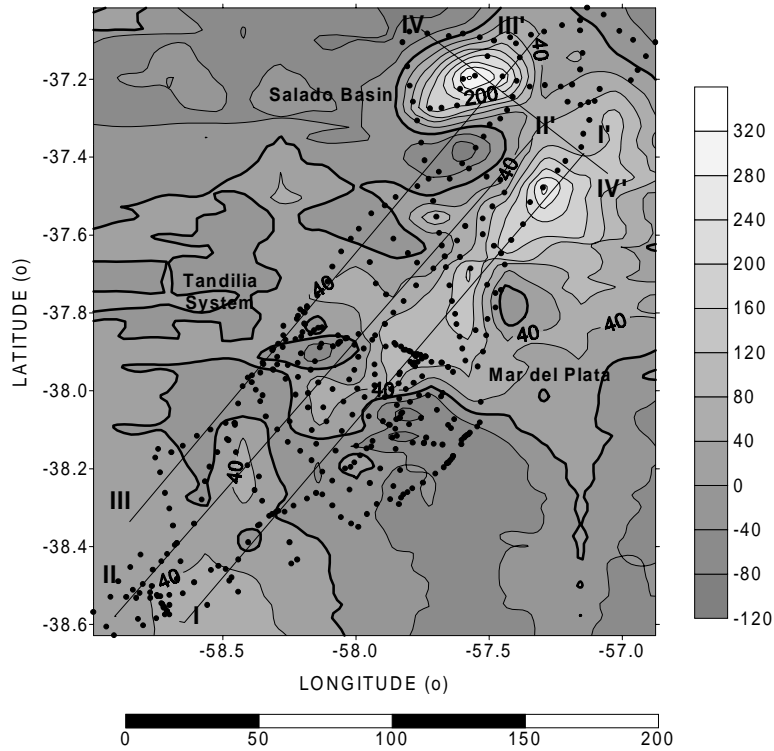 IV
III'
40
-37.2
Salado Basin
200
320
II'
I'
280
-37.4
40
IV'
240
200
-37.6
160
Tandilia
System
40
120
-37.8
40
40
80
LATITUDE (o)
Mar del Plata
40
-38.0
40
0
-38.2
40
-40
III
-80
-38.4
-120
II
40
I
-38.6
-58.5
-58.0
-57.5
-57.0
LONGITUDE (o)
0
50
100
150
200